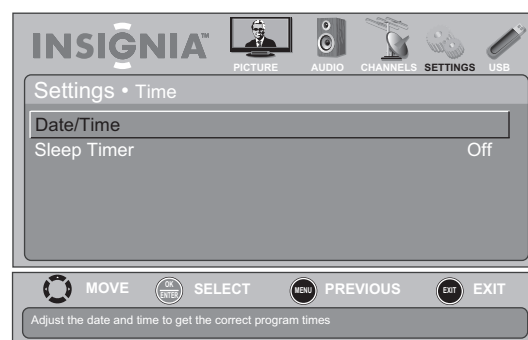 INSIGNIA™
PICTURE AUDIO CHANNELS SETTINGS USB
Settings • Time
Date/Time
Sleep Timer Off
MOVE OK ENTER SELECT MENU PREVIOUS EXIT EXIT
Adjust the date and time to get the correct program times